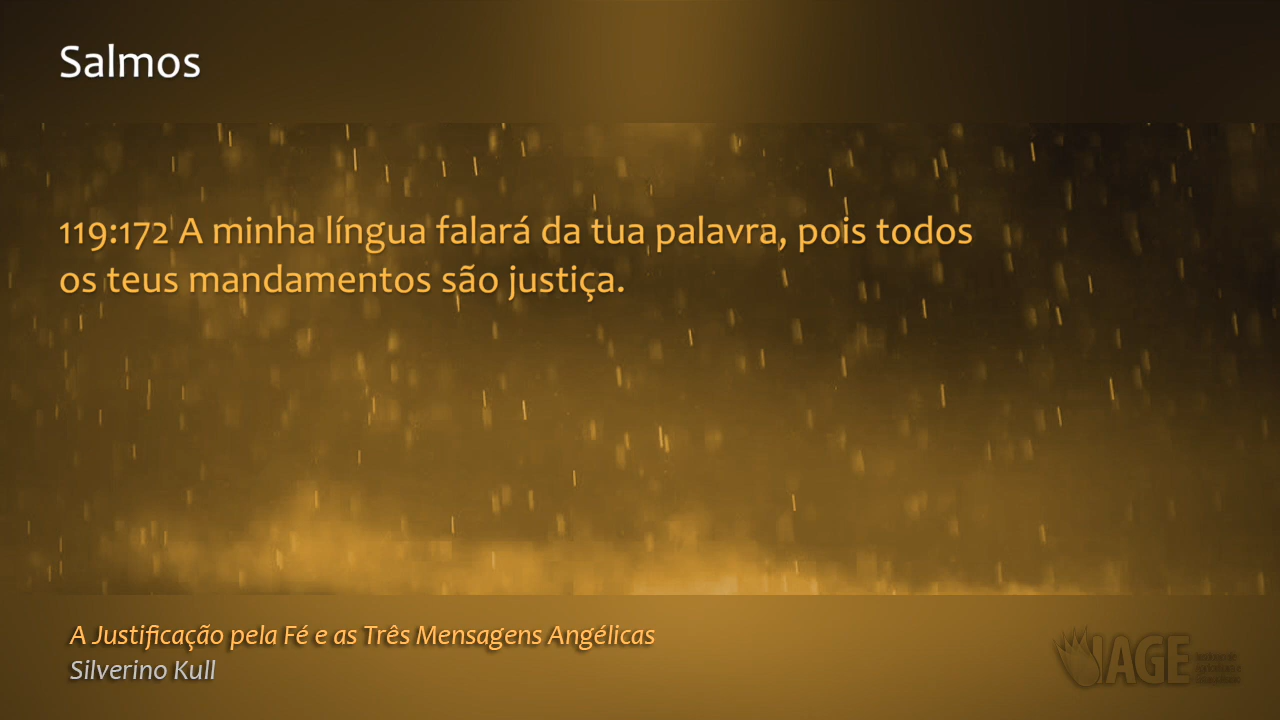 Salmos
119:172 A minha língua falará da tua palavra, pois todos
os teus mandamentos são justiça.
A Justificação pela Fé e as Três Mensagens Angélicas
Silverino Kull
IAGE